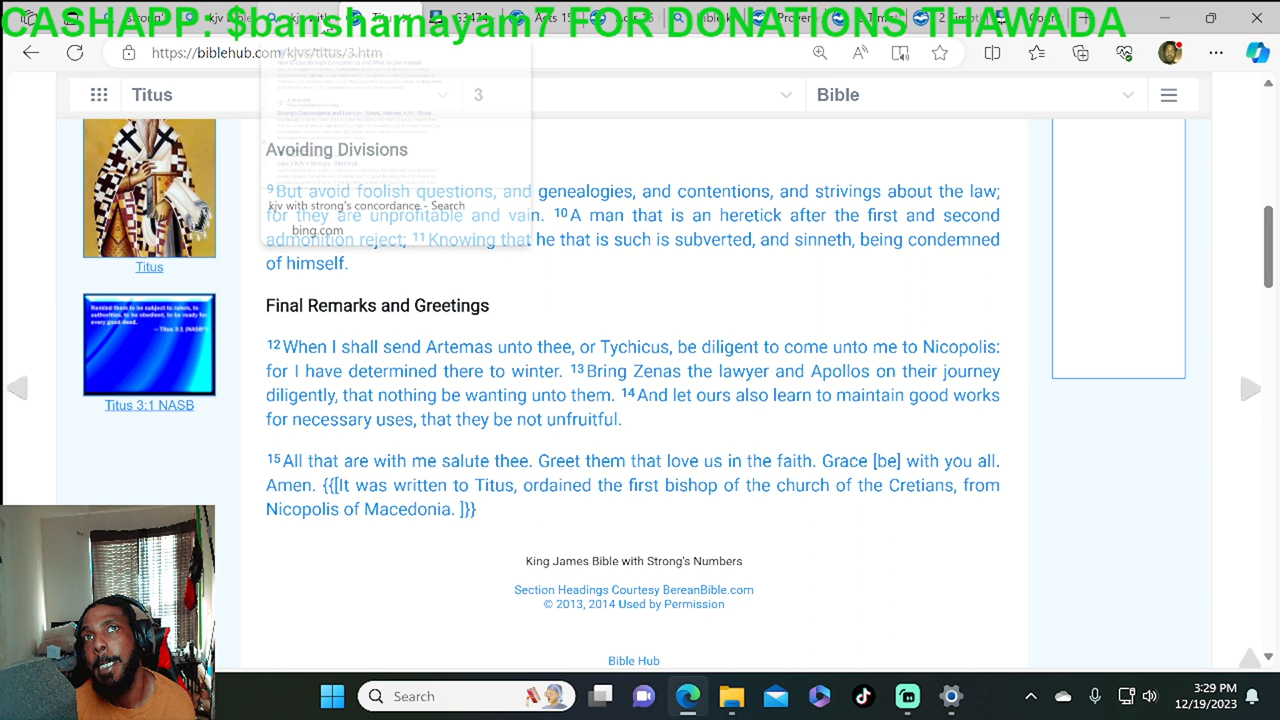 CASHAPP: $banshamayam7 FOR DONATIONS THAWADA
https://biblehub.com/kjvs/titus/3.htm
Titus
3
Bible
Avoiding Divisions
9But avoid foolish questions, and genealogies, and contentions, and strivings about the law;
for they are unprofitable and vain. 10A man that is an heretick after the first and second
admonition reject; 11Knowing that he that is such is subverted, and sinneth, being condemned
of himself.
kjv with strong's concordance - Search
bing.com
Titus
Final Remarks and Greetings
Titus 3:1 NASB
12When I shall send Artemas unto thee, or Tychicus, be diligent to come unto me to Nicopolis:
for I have determined there to winter. 13Bring Zenas the lawyer and Apollos on their journey
diligently, that nothing be wanting unto them. 14And let ours also learn to maintain good works
for necessary uses, that they be not unfruitful.
15All that are with me salute thee. Greet them that love us in the faith. Grace [be] with you all.
Amen. {{[It was written to Titus, ordained the first bishop of the church of the Cretians, from
Nicopolis of Macedonia. ]}}
King James Bible with Strong's Numbers
Section Headings Courtesy BereanBible.com
© 2013, 2014 Used by Permission
Bible Hub
Search
3:29 PM
12/19/2023